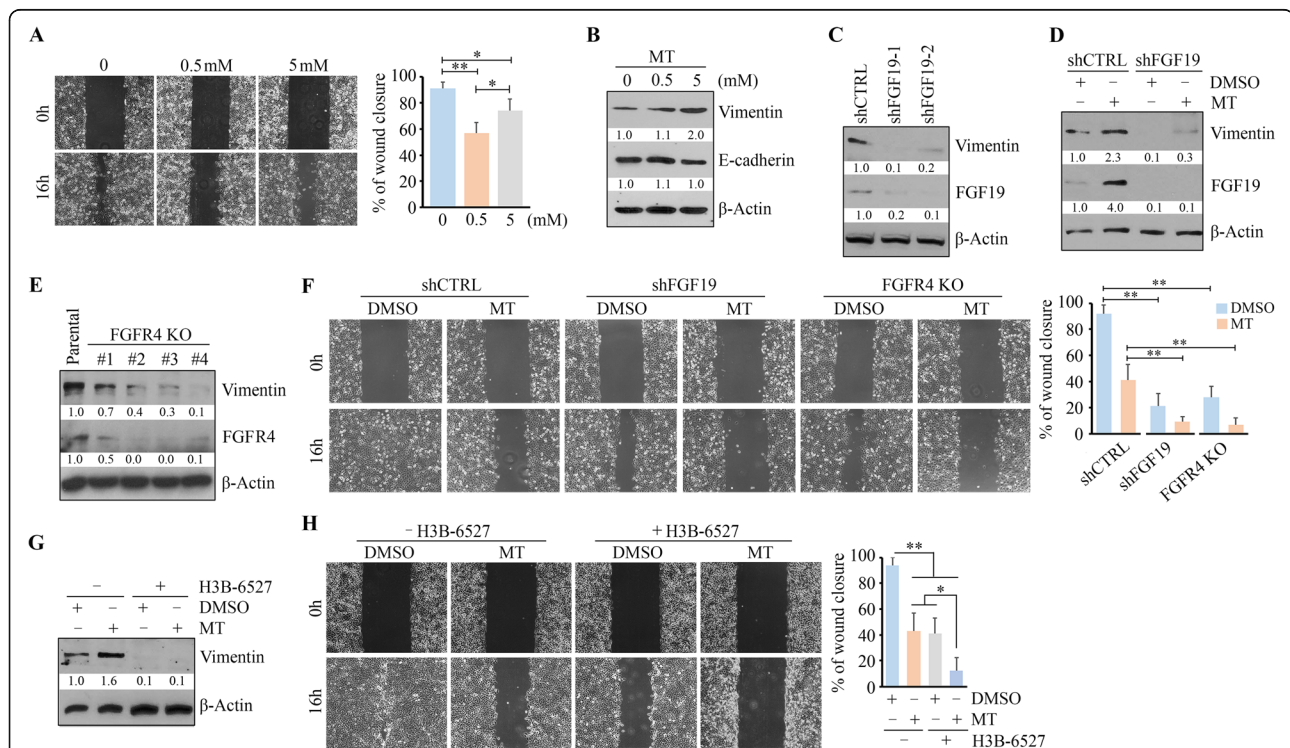 A
0 0.5 mM 5 mM
0h
16h
% of wound closure
100
80
60
40
20
0
* ** *
0 0.5 5 (mM)
B
MT
0 0.5 5 (mM)
Vimentin
1.0 1.1 2.0
E-cadherin
1.0 1.1 1.0
β-Actin
C
shCTRL shFGF19-1 shFGF19-2
Vimentin
1.0 0.1 0.2
FGF19
1.0 0.2 0.1
β-Actin
D
shCTRL shFGF19
+ − + − DMSO
− + − + MT
Vimentin
1.0 2.3 0.1 0.3
FGF19
1.0 4.0 0.1 0.1
β-Actin
E
Parental
FGFR4 KO
#1 #2 #3 #4
Vimentin
1.0 0.7 0.4 0.3 0.1
FGFR4
1.0 0.5 0.0 0.0 0.1
β-Actin
F
shCTRL shFGF19 FGFR4 KO
DMSO MT DMSO MT DMSO MT
0h
16h
% of wound closure
100
80
60
40
20
0
**
**
**
**
DMSO
MT
shCTRL shFGF19 FGFR4 KO
G
− + H3B-6527
+ − + − DMSO
− + − + MT
Vimentin
1.0 1.6 0.1 0.1
β-Actin
H
− H3B-6527 + H3B-6527
DMSO MT DMSO MT
0h
16h
% of wound closure
100
80
60
40
20
0
**
*
+ − + − DMSO
− + − + MT
− + H3B-6527